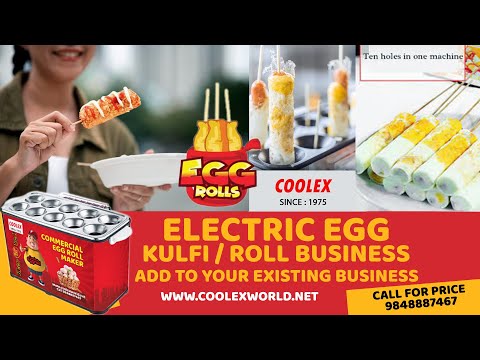 Ten holes in one machine
EGG
ROLLS
COOLEX
SINCE : 1975
ELECTRIC EGG
KULFI / ROLL BUSINESS
ADD TO YOUR EXISTING BUSINESS
WWW.COOLEXWORLD.NET
CALL FOR PRICE
9848887467
COOLEX
COMMERCIAL
EGG ROLL
MAKER